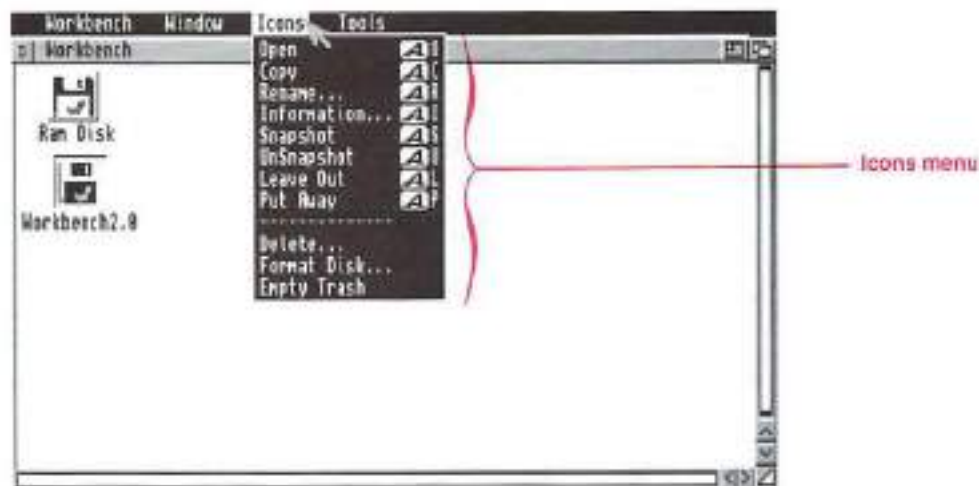 Workbench Window Icons Tools
Workbench
Open A O
Copy A C
Rename... A R
Information... A I
Snapshot A S
UnSnapshot A U
Leave Out A L
Put Away A P
Delete...
Format Disk...
Empty Trash
Ram Disk
Workbench2.0
Icons menu